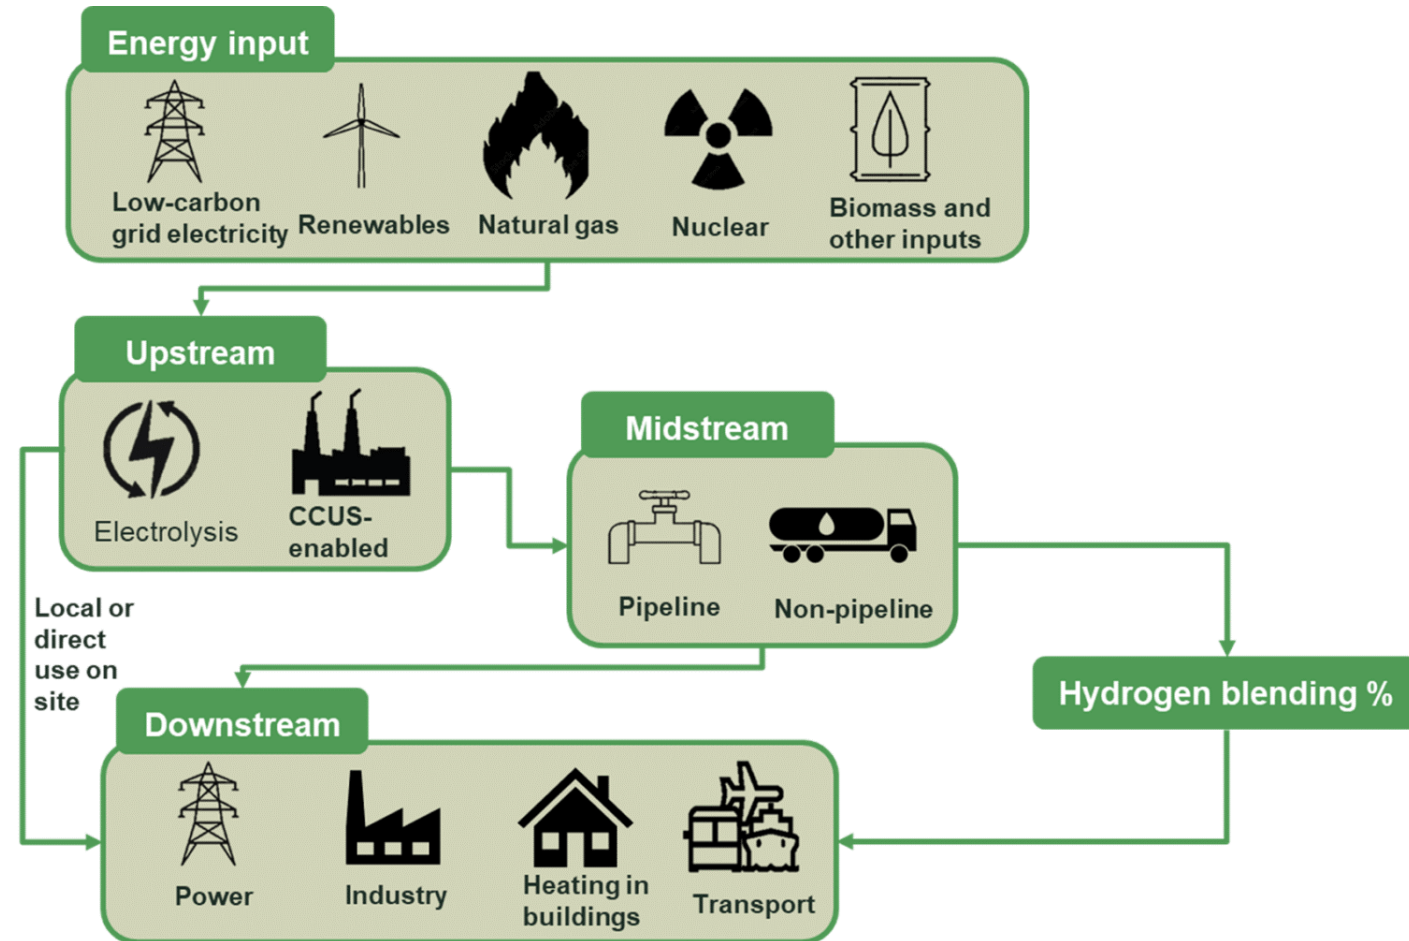 Energy input
Low-carbon
grid electricity
Renewables
Natural gas
Nuclear
Biomass and
other inputs
Upstream
Electrolysis
CCUS-
enabled
Midstream
Pipeline
Non-pipeline
Local or
direct
use on
site
Hydrogen blending %
Downstream
Power
Industry
Heating in
buildings
Transport